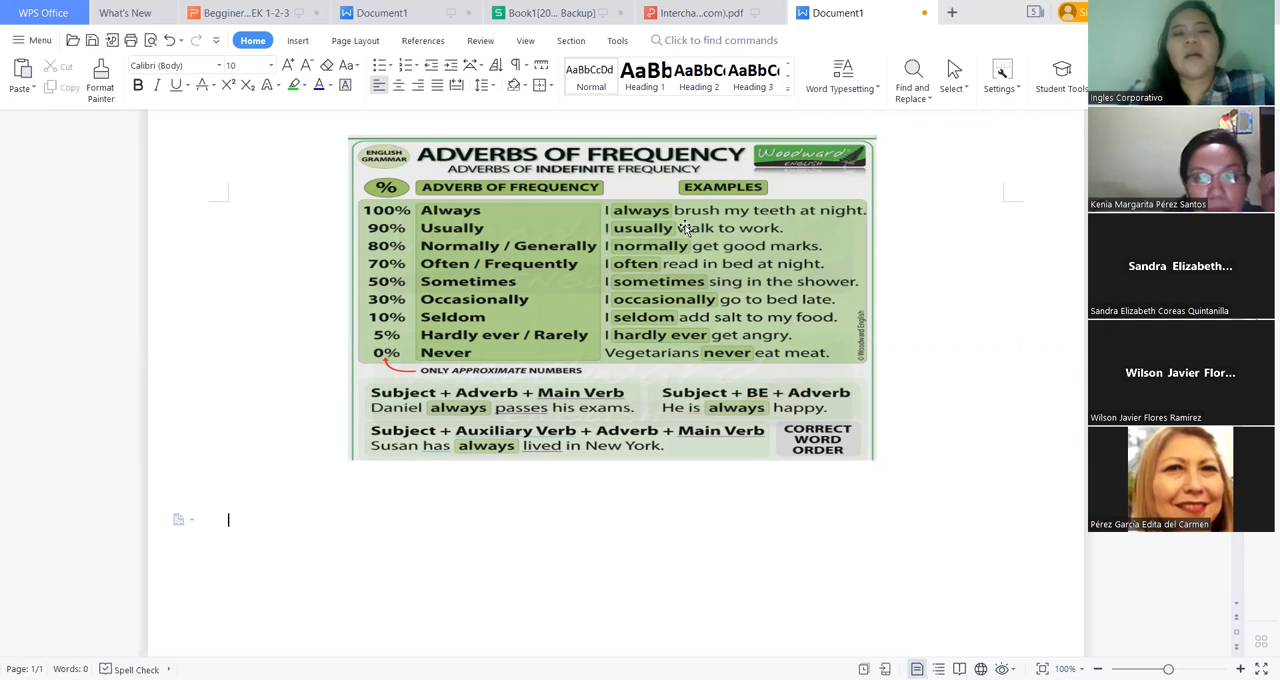 WPS Office What's New Begginer...EK 1-2-3 Document1 Book1[20... Backup] Intercha...com).pdf Document1 5
Menu Home Insert Page Layout References Review View Section Tools Click to find commands
Paste Cut Copy Format Painter Calibri (Body) 10 AaBbCcDd Normal AaBb Heading 1 AaBbC Heading 2 AaBbC Heading 3 Word Typesetting Find and Replace Select Settings Student Tools
Ingles Corporativo
Kenia Margarita Pérez Santos
Sandra Elizabeth...
Sandra Elizabeth Coreas Quintanilla
Wilson Javier Flor...
Wilson Javier Flores Ramirez
Pérez García Edita del Carmen
ENGLISH GRAMMAR
ADVERBS OF FREQUENCY
Woodward ENGLISH
ADVERBS OF INDEFINITE FREQUENCY
% ADVERB OF FREQUENCY EXAMPLES
100% Always I always brush my teeth at night.
90% Usually I usually walk to work.
80% Normally / Generally I normally get good marks.
70% Often / Frequently I often read in bed at night.
50% Sometimes I sometimes sing in the shower.
30% Occasionally I occasionally go to bed late.
10% Seldom I seldom add salt to my food.
5% Hardly ever / Rarely I hardly ever get angry.
0% Never Vegetarians never eat meat.
© Woodward English
ONLY APPROXIMATE NUMBERS
Subject + Adverb + Main Verb
Daniel always passes his exams.
Subject + BE + Adverb
He is always happy.
Subject + Auxiliary Verb + Adverb + Main Verb
Susan has always lived in New York.
CORRECT
WORD
ORDER
Page: 1/1 Words: 0 Spell Check 100%